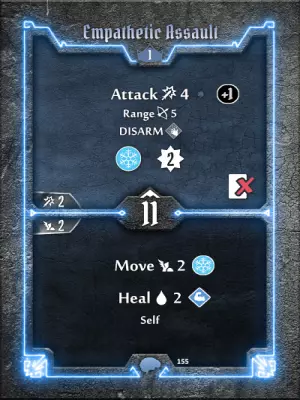 Empathetic Assault
1
Attack 4 +1
Range 5
DISARM
2
2
11
2
Move 2
Heal 2
Self
155